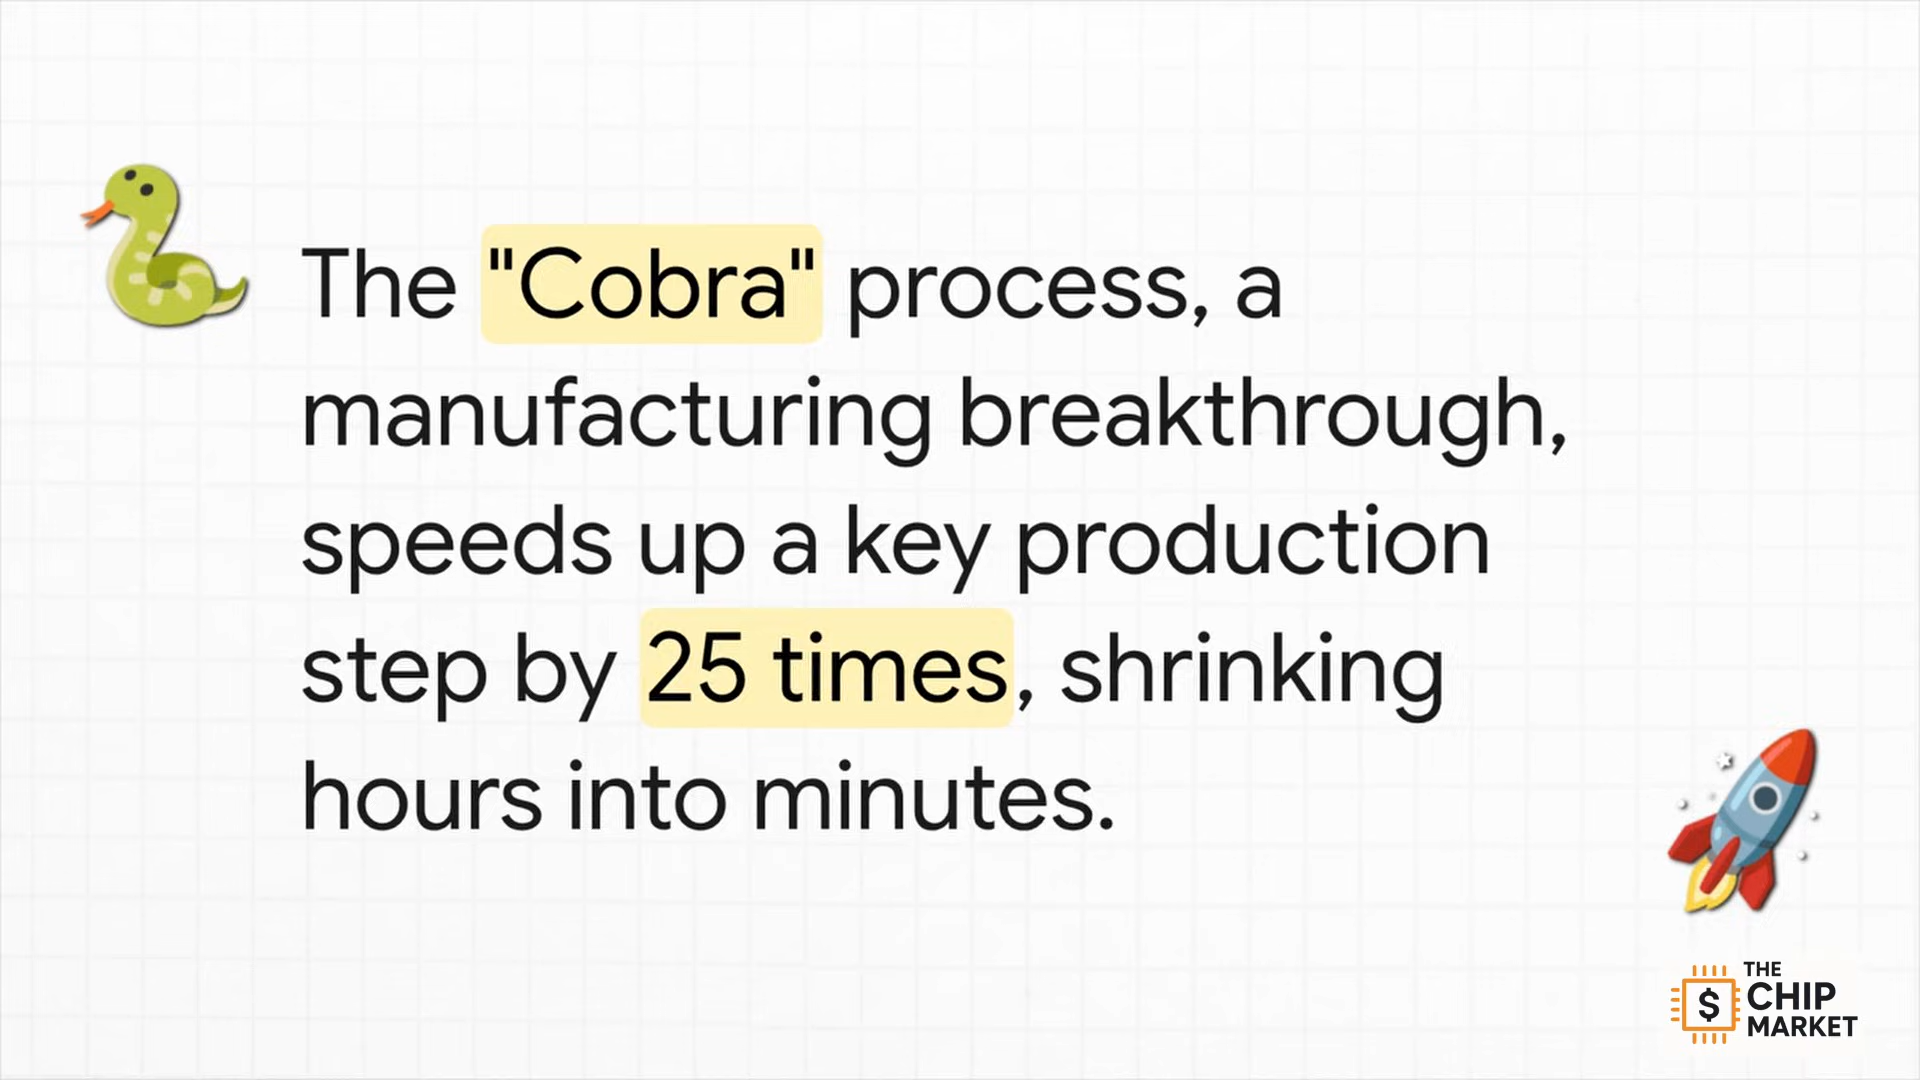 The "Cobra" process, a
manufacturing breakthrough,
speeds up a key production
step by 25 times, shrinking
hours into minutes.
$
THE
CHIP
MARKET